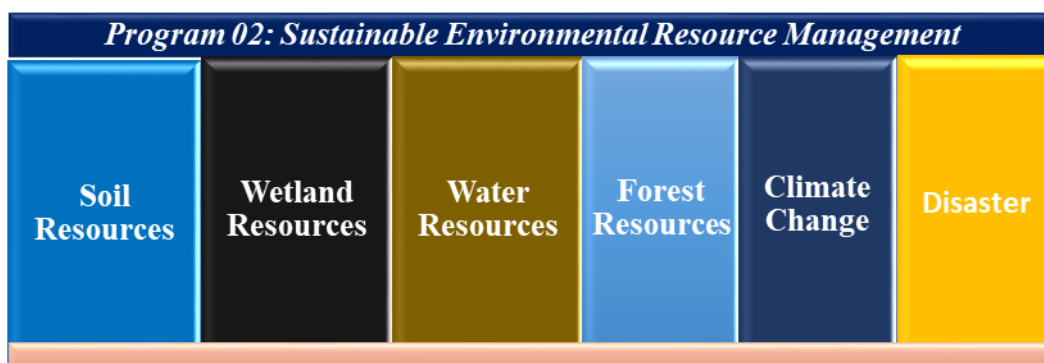 Program 02: Sustainable Environmental Resource Management
Soil
Resources
Wetland
Resources
Water
Resources
Forest
Resources
Climate
Change
Disaster